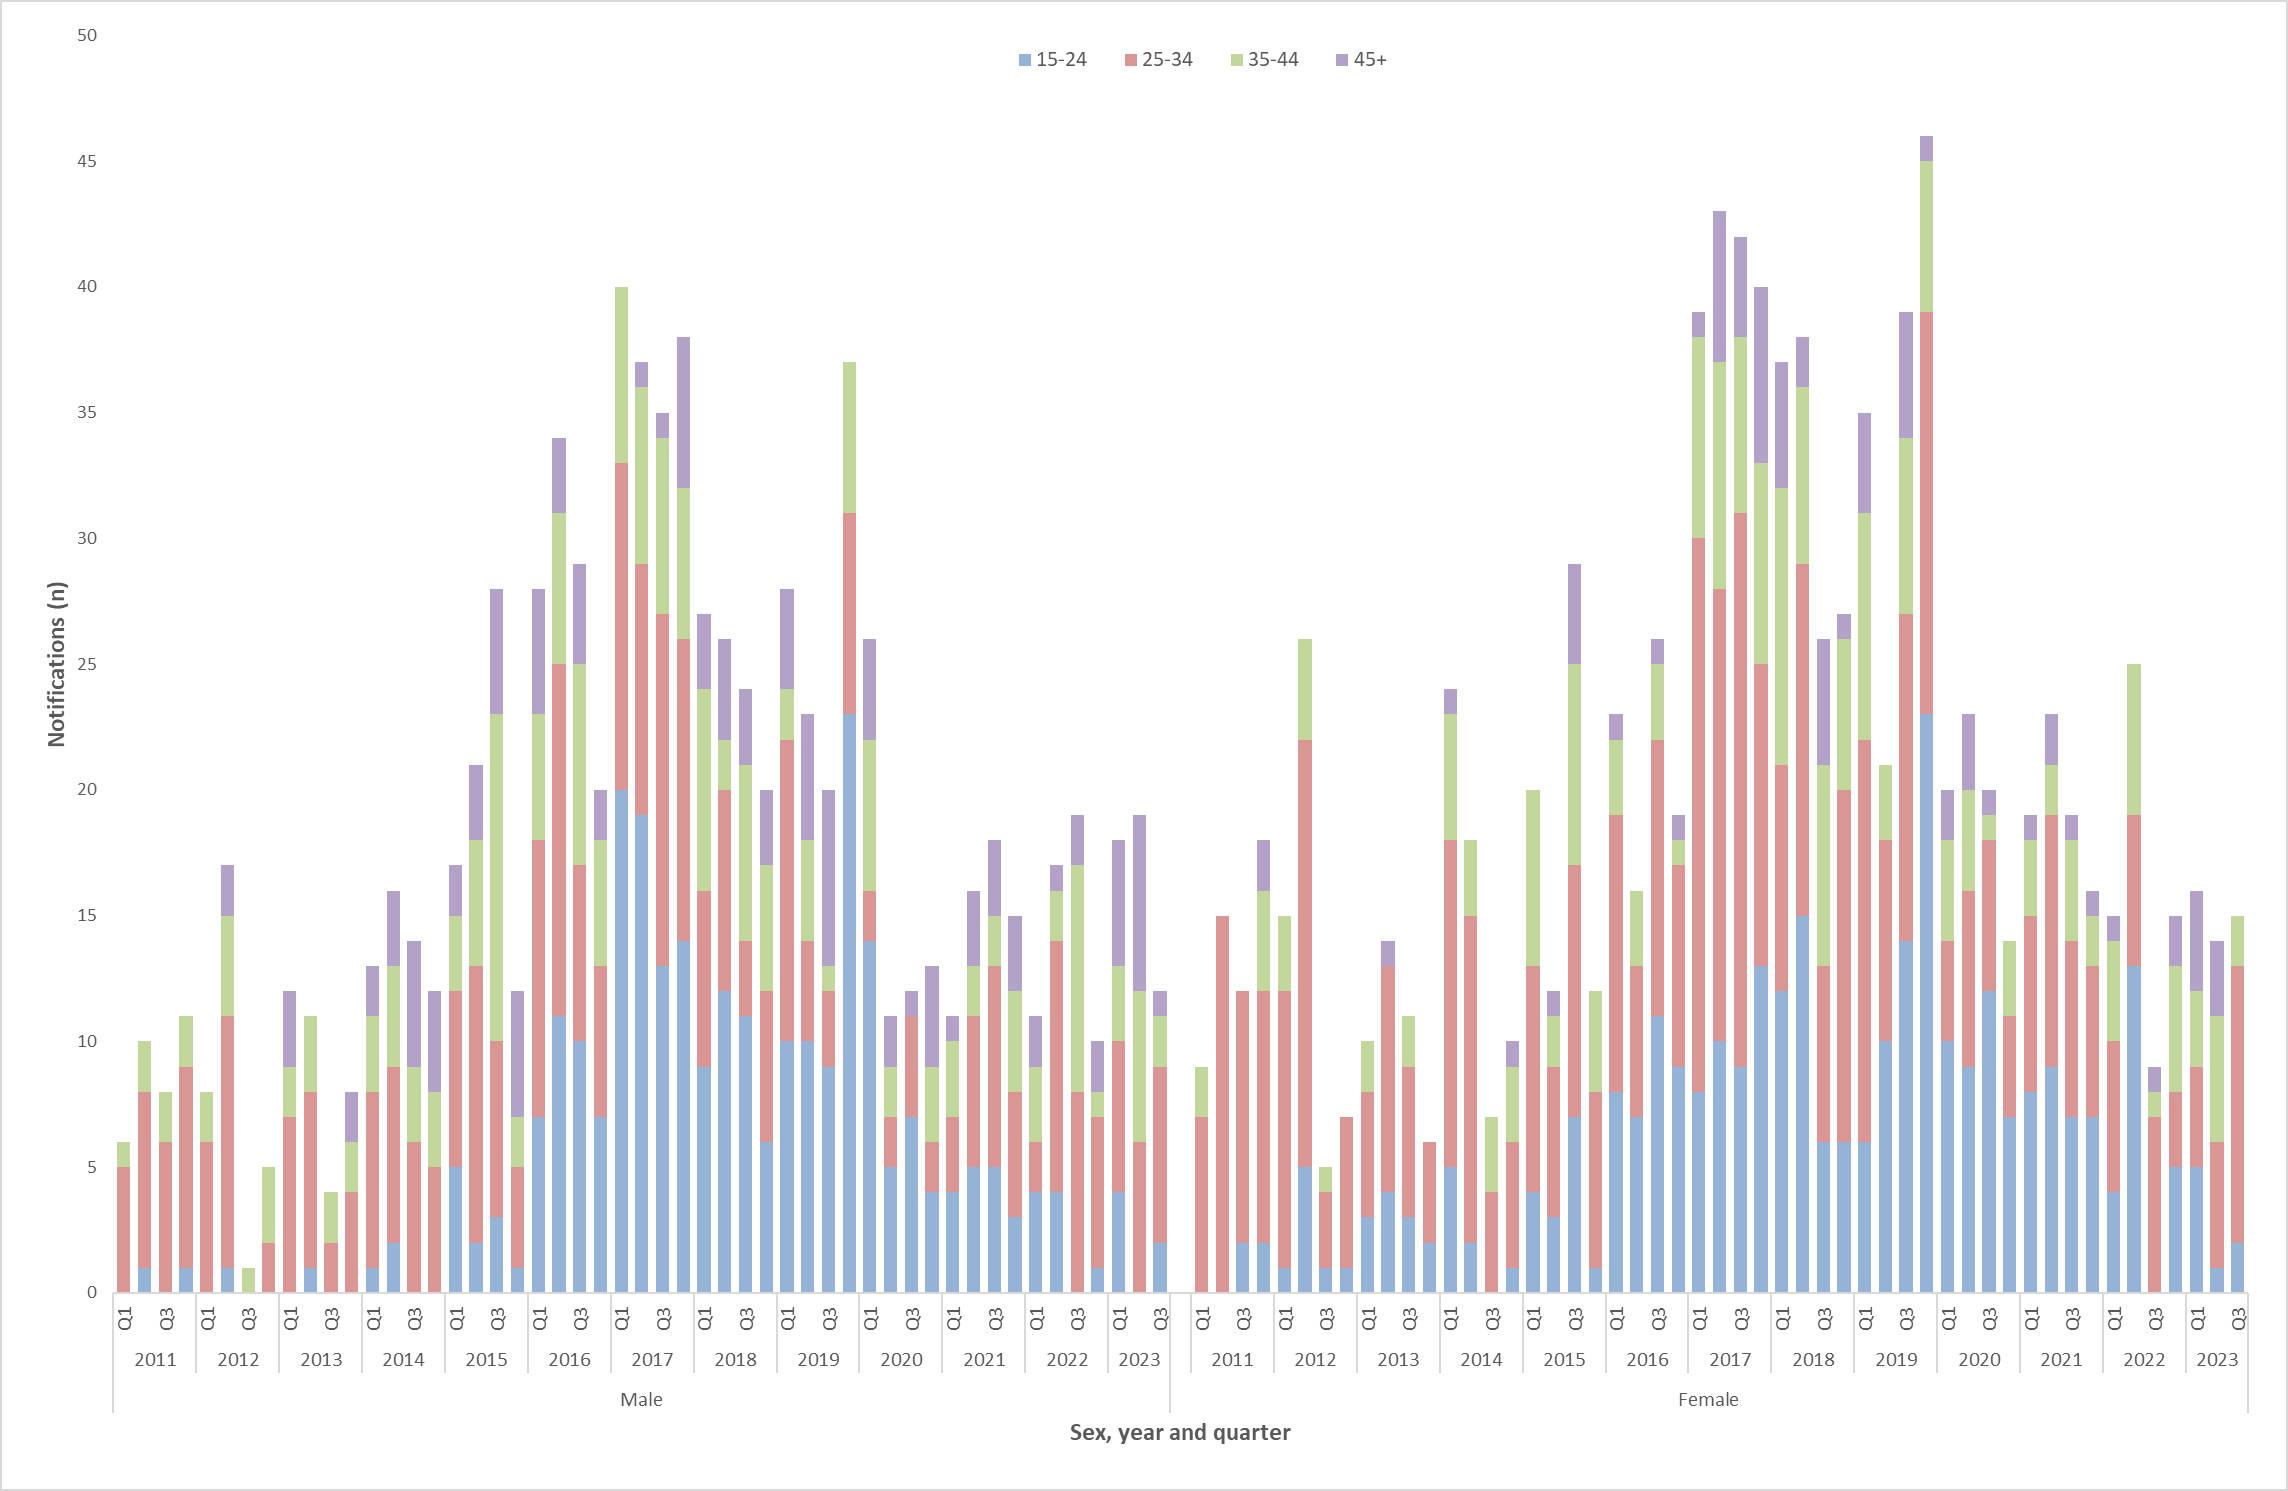 50
15-24 25-34 35-44 45+
45
40
35
30
25
20
15
10
5
0
Notifications (n)
Q1 Q3 Q1 Q3 Q1 Q3 Q1 Q3 Q1 Q3 Q1 Q3 Q1 Q3 Q1 Q3 Q1 Q3 Q1 Q3 Q1 Q3 Q1 Q3 Q1 Q3 Q1 Q3 Q1 Q3 Q1 Q3 Q1 Q3 Q1 Q3 Q1 Q3 Q1 Q3 Q1 Q3 Q1 Q3 Q1 Q3 Q1 Q3 Q1 Q3 Q1 Q3
2011 2012 2013 2014 2015 2016 2017 2018 2019 2020 2021 2022 2023 2011 2012 2013 2014 2015 2016 2017 2018 2019 2020 2021 2022 2023
Male Female
Sex, year and quarter